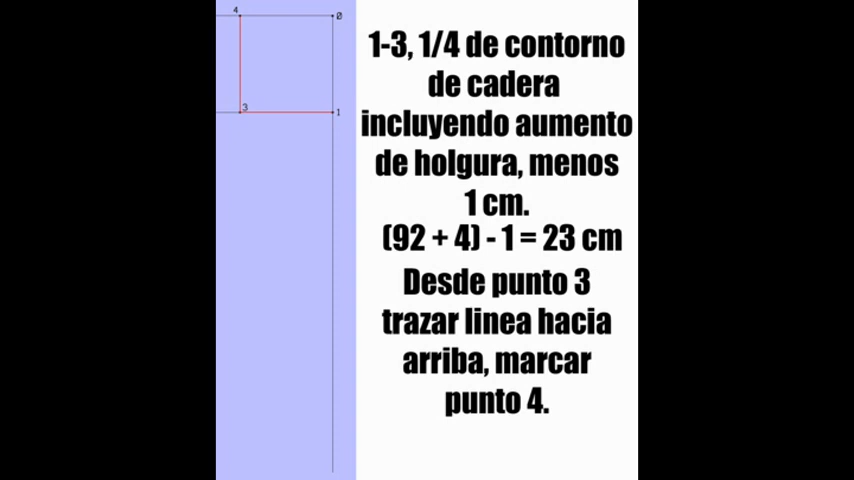 4
0
3
1
1-3, 1/4 de contorno
de cadera
incluyendo aumento
de holgura, menos
1 cm.
(92 + 4) - 1 = 23 cm
Desde punto 3
trazar linea hacia
arriba, marcar
punto 4.